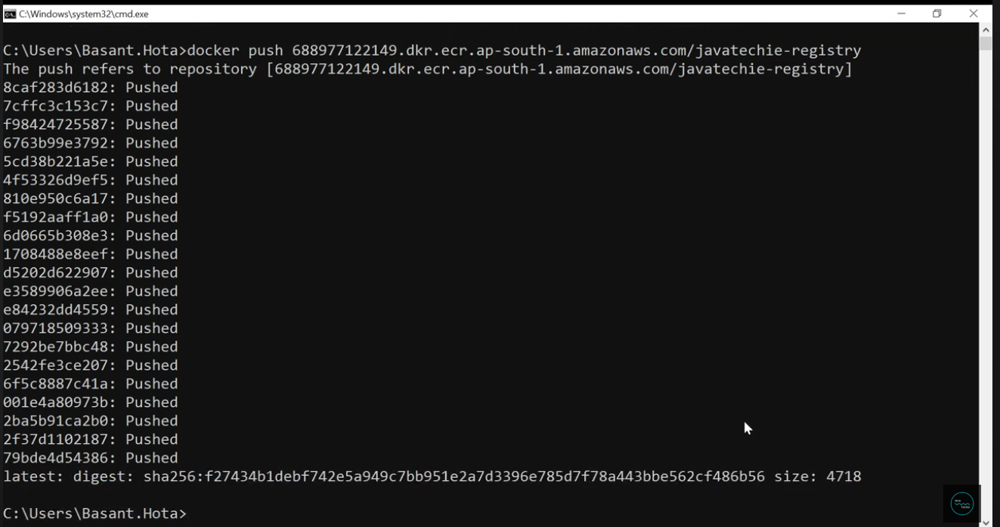 C:\Windows\system32\cmd.exe
C:\Users\Basant.Hota>docker push 688977122149.dkr.ecr.ap-south-1.amazonaws.com/javatechie-registry
The push refers to repository [688977122149.dkr.ecr.ap-south-1.amazonaws.com/javatechie-registry]
8caf283d6182: Pushed
7cffc3c153c7: Pushed
f98424725587: Pushed
6763b99e3792: Pushed
5cd38b221a5e: Pushed
4f53326d9ef5: Pushed
810e950c6a17: Pushed
f5192aaff1a0: Pushed
6d0665b308e3: Pushed
1708488e8eef: Pushed
d5202d622907: Pushed
e3589906a2ee: Pushed
e84232dd4559: Pushed
079718509333: Pushed
7292be7bbc48: Pushed
2542fe3ce207: Pushed
6f5c8887c41a: Pushed
001e4a80973b: Pushed
2ba5b91ca2b0: Pushed
2f37d1102187: Pushed
79bde4d54386: Pushed
latest: digest: sha256:f27434b1debf742e5a949c7bb951e2a7d3396e785d7f78a443bbe562cf486b56 size: 4718
C:\Users\Basant.Hota>
Java
Techie